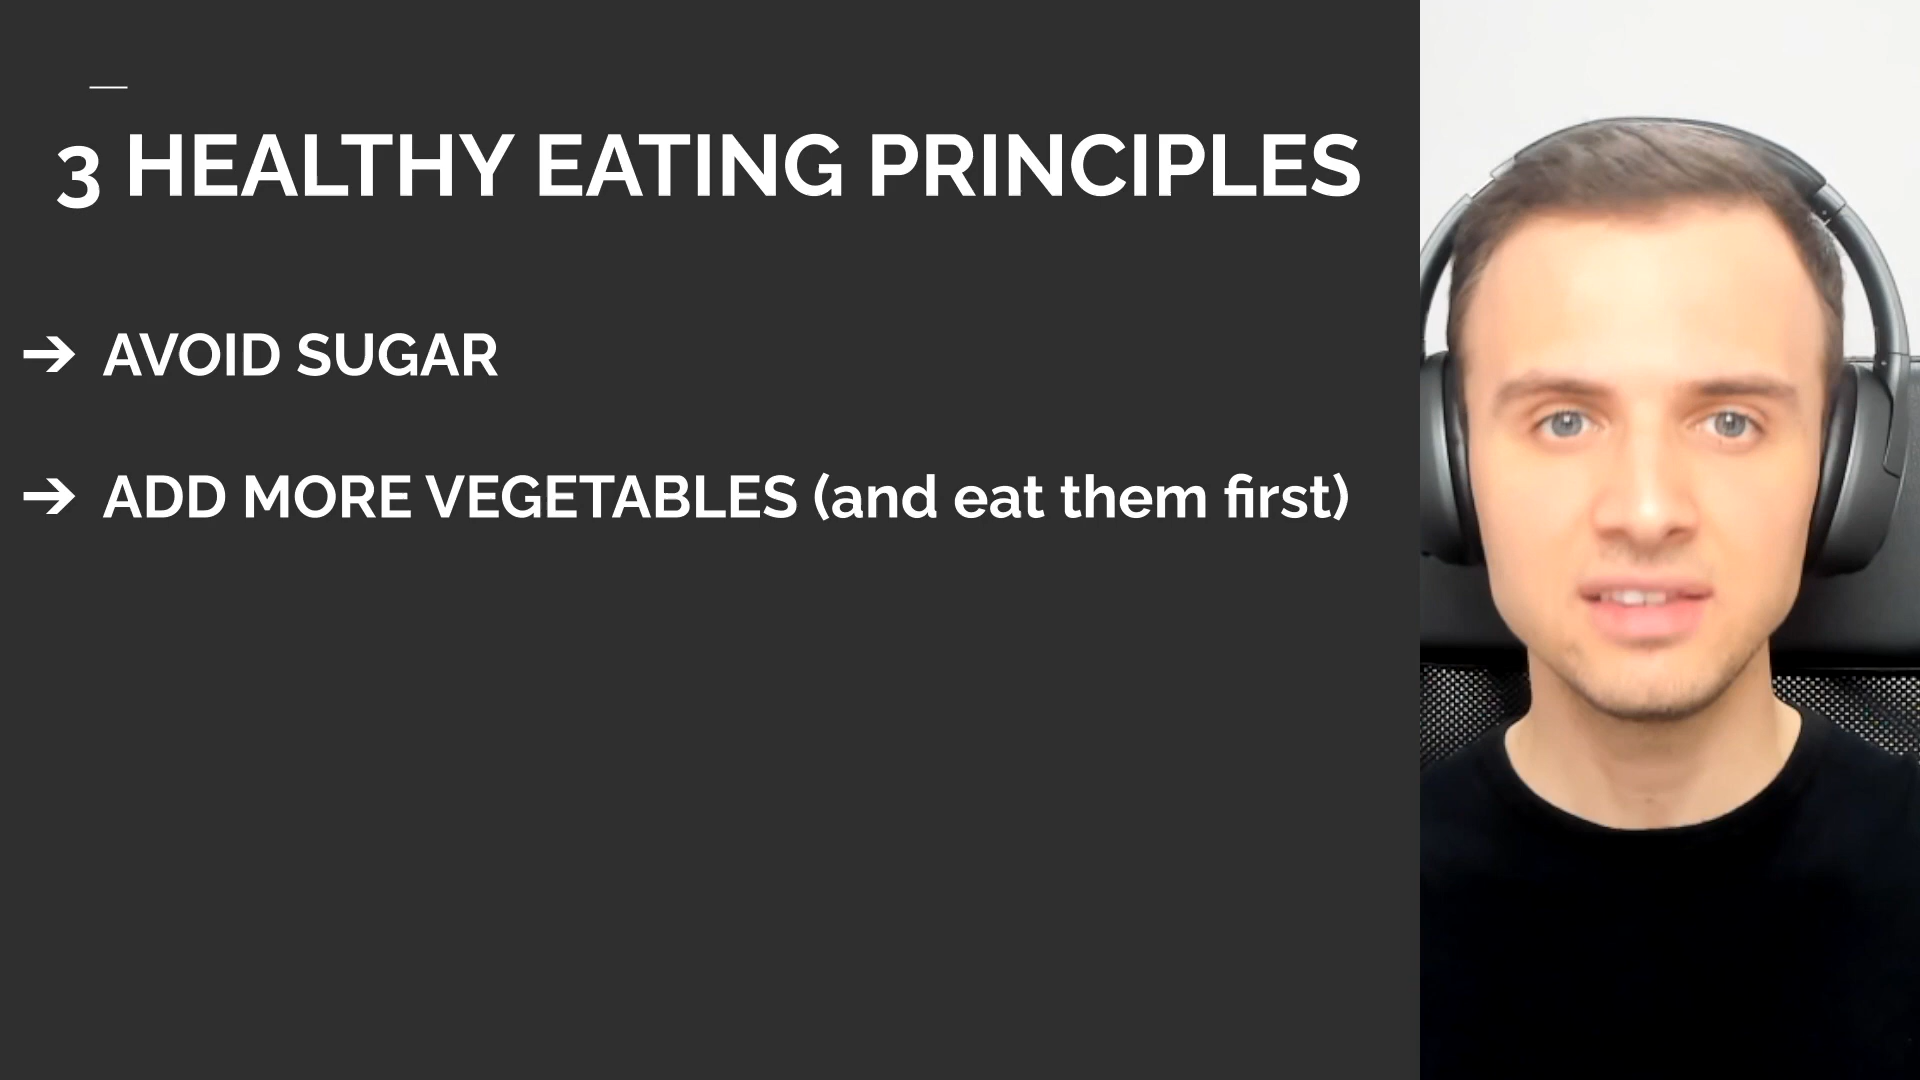 3 HEALTHY EATING PRINCIPLES
➔ AVOID SUGAR
➔ ADD MORE VEGETABLES (and eat them first)